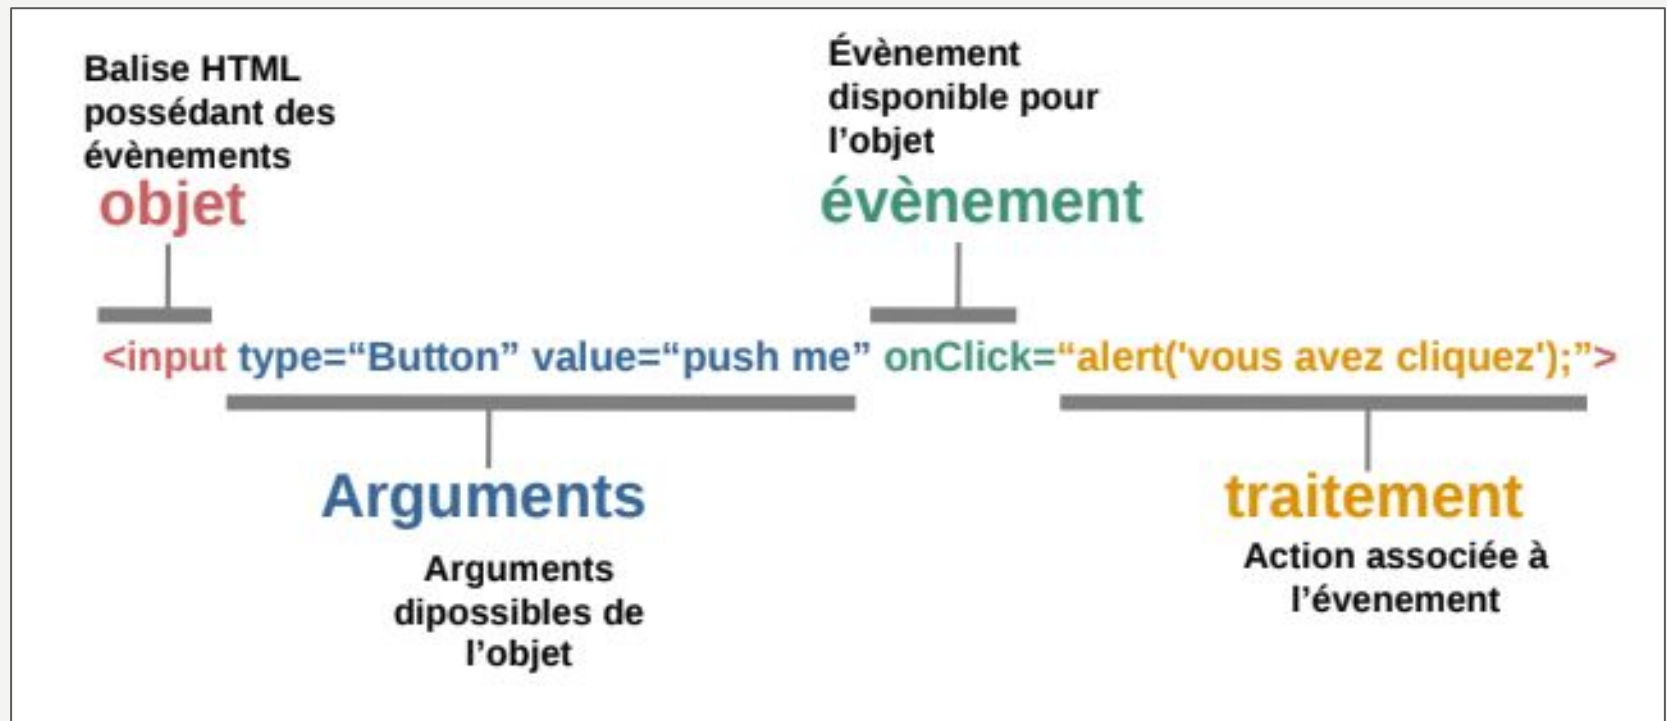 Balise HTML
possédant des
évènements
objet
Évènement
disponible pour
l’objet
évènement
<input type=“Button” value=“push me” onClick=“alert('vous avez cliquez');”>
Arguments
Arguments
dipossibles de
l’objet
traitement
Action associée à
l’évenement